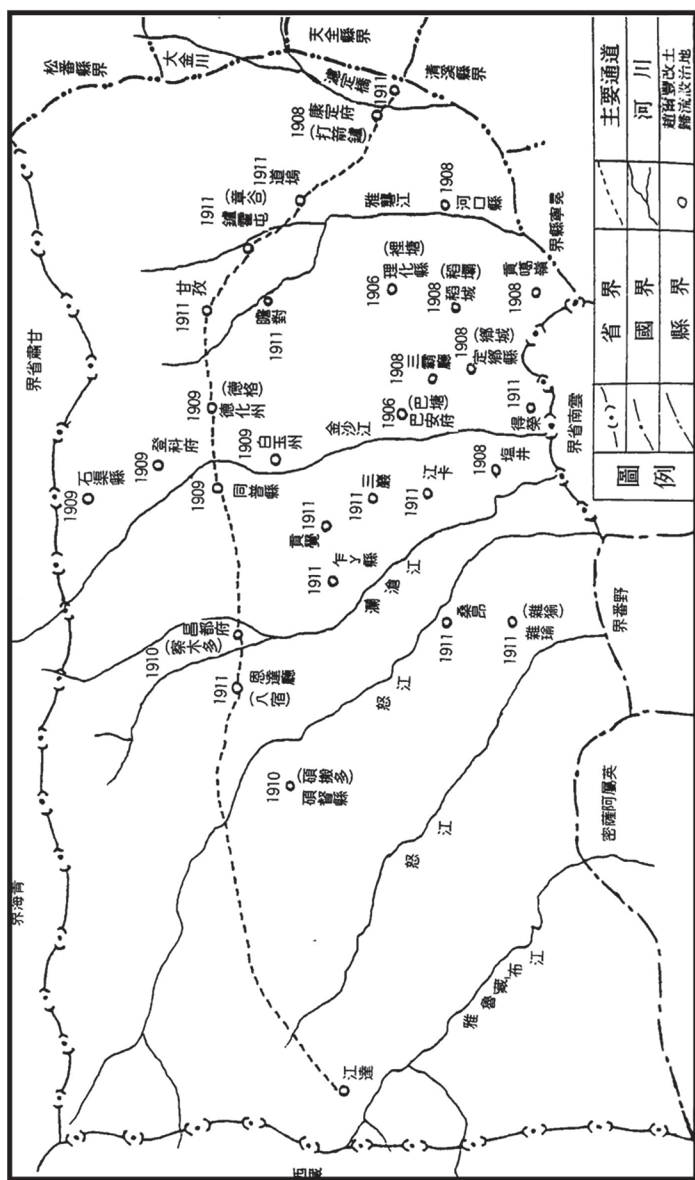 松番縣界
大金川
天全縣界
清溪縣界
瀘定橋
1911
1908
康定府
(打箭鑪)
1911
道塢
1911
(章谷)
鑪霍屯
雅礱江
1908
河口縣
冕寧縣界
甘肅省界
甘孜
1911
瞻對
1911
(裡塘)
理化縣
1906
(稻壩)
稻城
1908
貢噶嶺
1908
(德格)
德化州
1909
三霸廳
1908
(鄉城)
定鄉縣
1908
(巴塘)
巴安府
1906
1911
得榮
雲南省界
石渠縣
1909
登科府
1909
白玉州
1909
金沙江
同普縣
1909
三巖
1911
江卡
1911
塩井
1908
貢覺
1911
乍丫縣
1911
瀾滄江
昌都府
(察木多)
1910
恩達廳
(八宿)
1911
桑昂
1911
雜瑜
1911
野番界
怒江
(碩搬多)
碩督縣
1910
怒江
英屬阿薩密
青海界
雅魯藏布江
江達
西藏
圖例
省界
國界
縣界
主要通道
河川
趙爾豐改土
歸流設治地